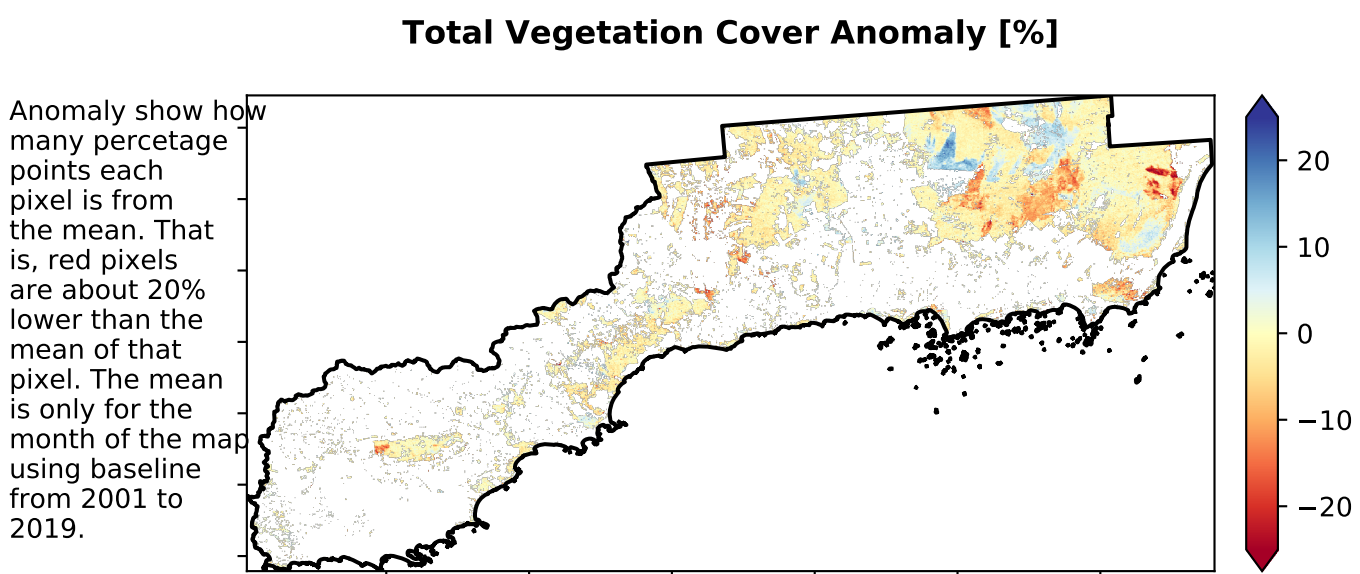 Total Vegetation Cover Anomaly [%]
Anomaly show how
many percetage
points each
pixel is from
the mean. That
is, red pixels
are about 20%
lower than the
mean of that
pixel. The mean
is only for the
month of the map
using baseline
from 2001 to
2019.
20
10
0
−10
−20